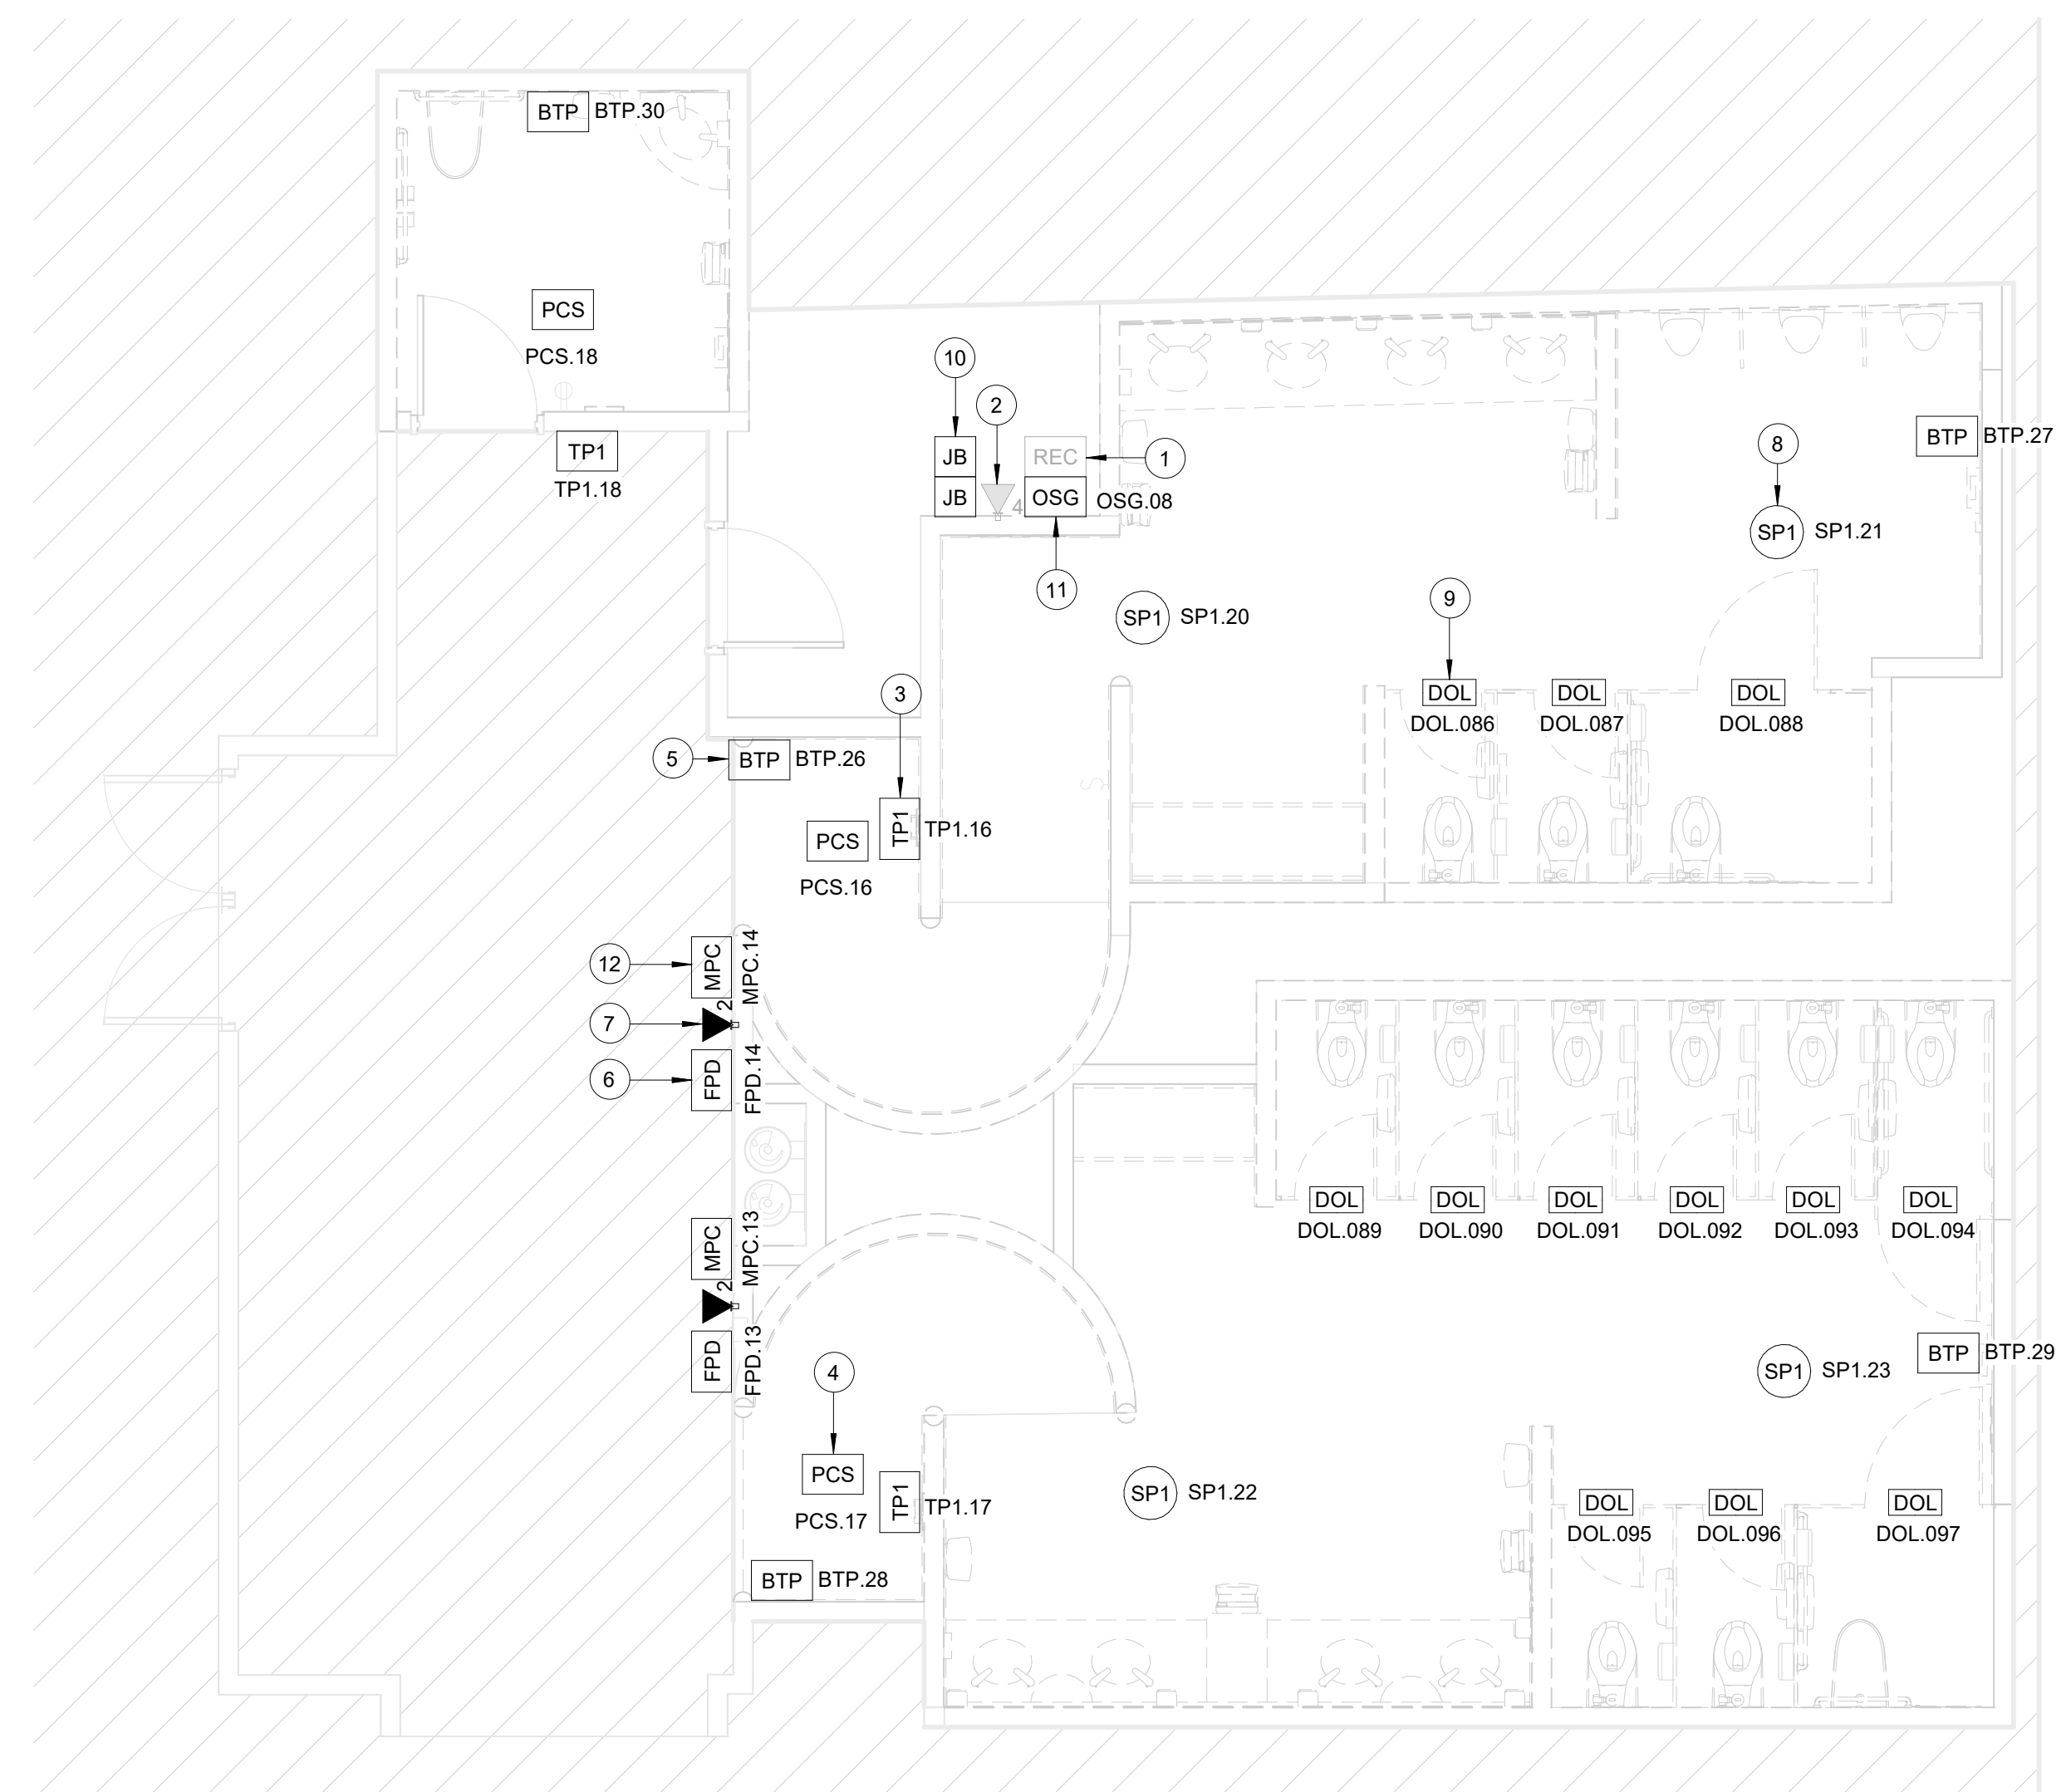 BTP BTP.30
PCS
PCS.18
TP1
TP1.18
10
2
JB
REC
1
JB
4
OSG
OSG.08
11
8
BTP BTP.27
SP1 SP1.21
SP1 SP1.20
9
DOL
DOL.086
DOL
DOL.087
DOL
DOL.088
3
5
BTP BTP.26
TP1 TP1.16
PCS
PCS.16
12
MPC
MPC.14
7
2
6
FPD
FPD.14
DOL
DOL.089
DOL
DOL.090
DOL
DOL.091
DOL
DOL.092
DOL
DOL.093
DOL
DOL.094
MPC
MPC.13
2
FPD
FPD.13
4
SP1 SP1.23
BTP BTP.29
PCS
PCS.17
TP1 TP1.17
SP1 SP1.22
DOL
DOL.095
DOL
DOL.096
DOL
DOL.097
BTP BTP.28